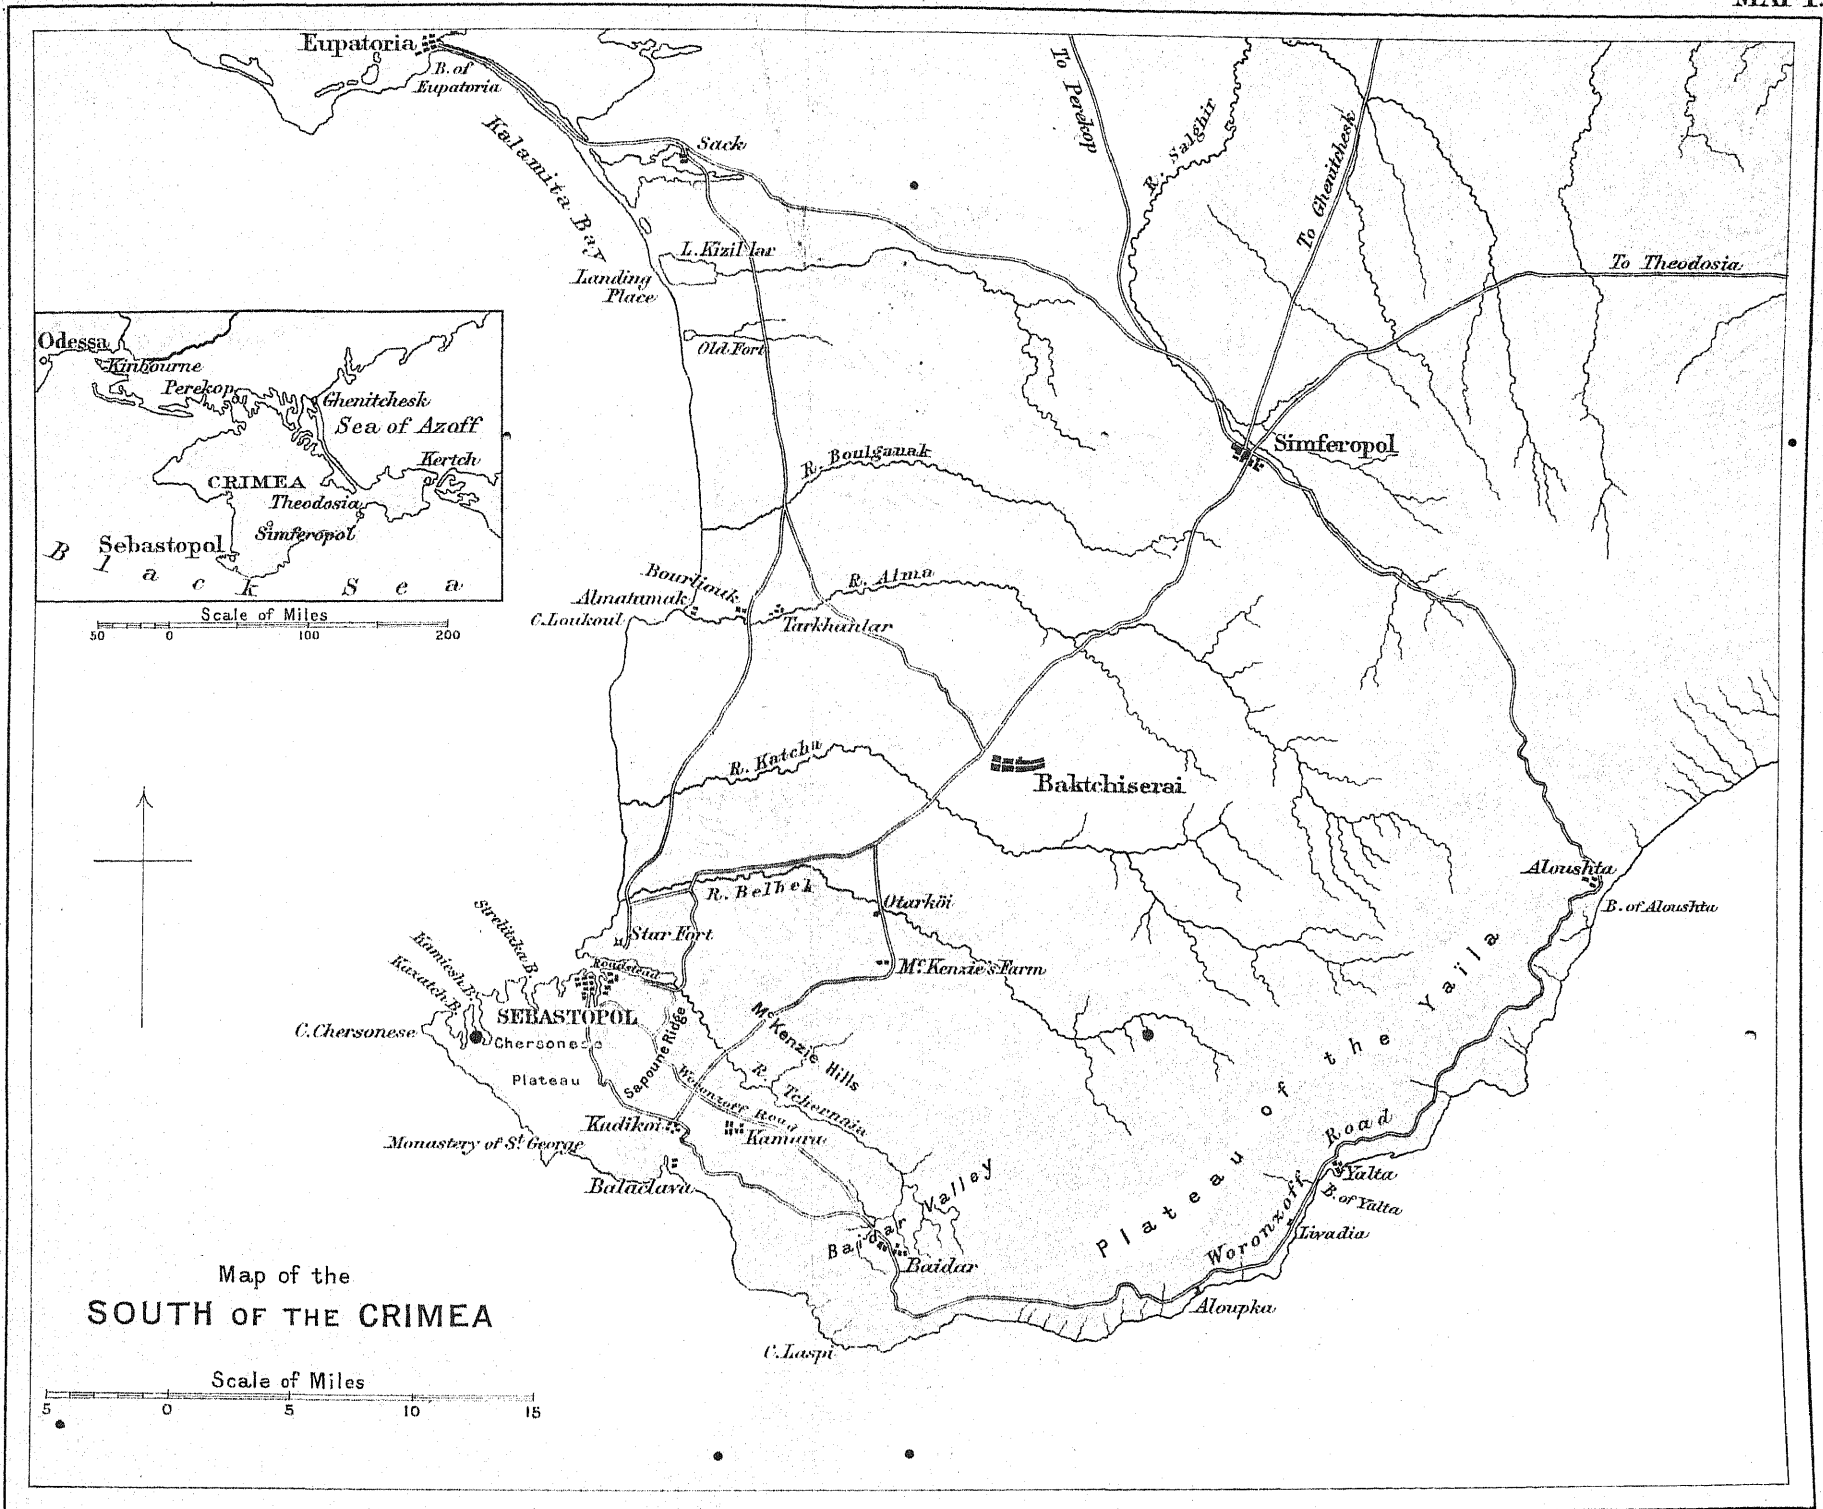 MAP 1.
Eupatoria
B. of
Eupatoria
Kalamita Bay
Sack
To Perekop
R. Salghir
To Ghenitchesk
To Theodosia
L. Kizil lar
Landing
Place
Old Fort
Odessa
Kinbourne
Perekop
Ghenitchesk
Sea of Azoff
Kertch
CRIMEA
Theodosia
Simferopol
Sebastopol
Black Sea
Scale of Miles
50 0 100 200
R. Boulganak
Simferopol
Bourliouk
Almatamak
C. Loukoul
R. Alma
Tarkhanlar
R. Katcha
Baktchiserai
R. Belbek
Otarköi
Star Fort
Roadstead
Mc. Kenzie's Farm
Strelitzka B.
Kamiesh B.
Kazatch B.
SEBASTOPOL
C. Chersonese
Chersonese
Plateau
Sapoune Ridge
Mc Kenzie Hills
R. Tchernaia
Woronzoff Road
Kadikoi
Kamara
Monastery of St. George
Balaclava
Baidar Valley
Baidar
C. Laspi
Aloushta
B. of Aloushta
Plateau of the Yaïla
Woronzoff Road
Yalta
B. of Yalta
Livadia
Aloupka
Map of the
SOUTH OF THE CRIMEA
Scale of Miles
5 0 5 10 15